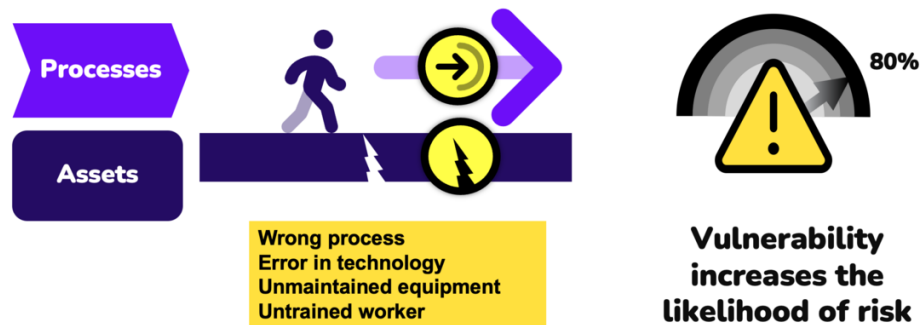 Processes
80%
Assets
Wrong process
Error in technology
Unmaintained equipment
Untrained worker
Vulnerability
increases the
likelihood of risk